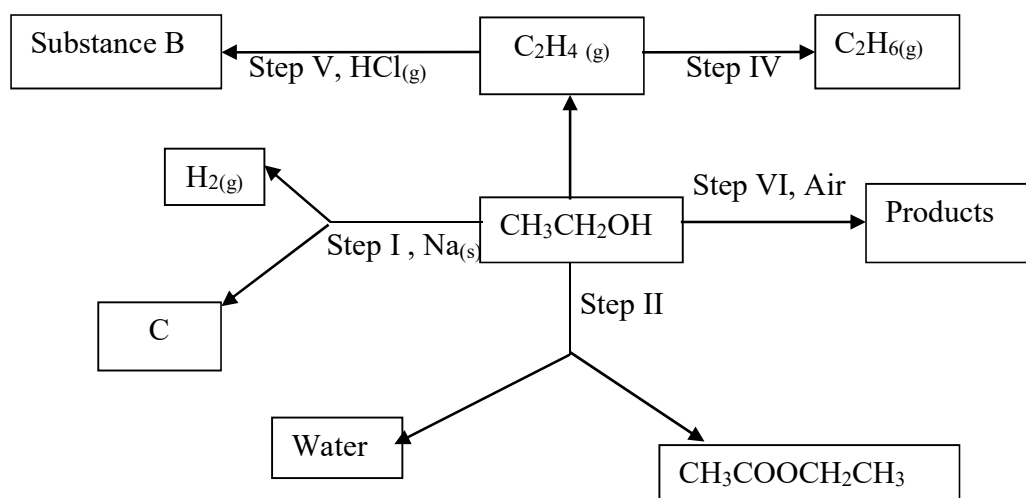 Substance B
C₂H₄ (g)
C₂H₆(g)
Step V, HCl(g)
Step IV
H₂(g)
Step VI, Air
Products
CH₃CH₂OH
Step I , Na(s)
Step II
C
Water
CH₃COOCH₂CH₃